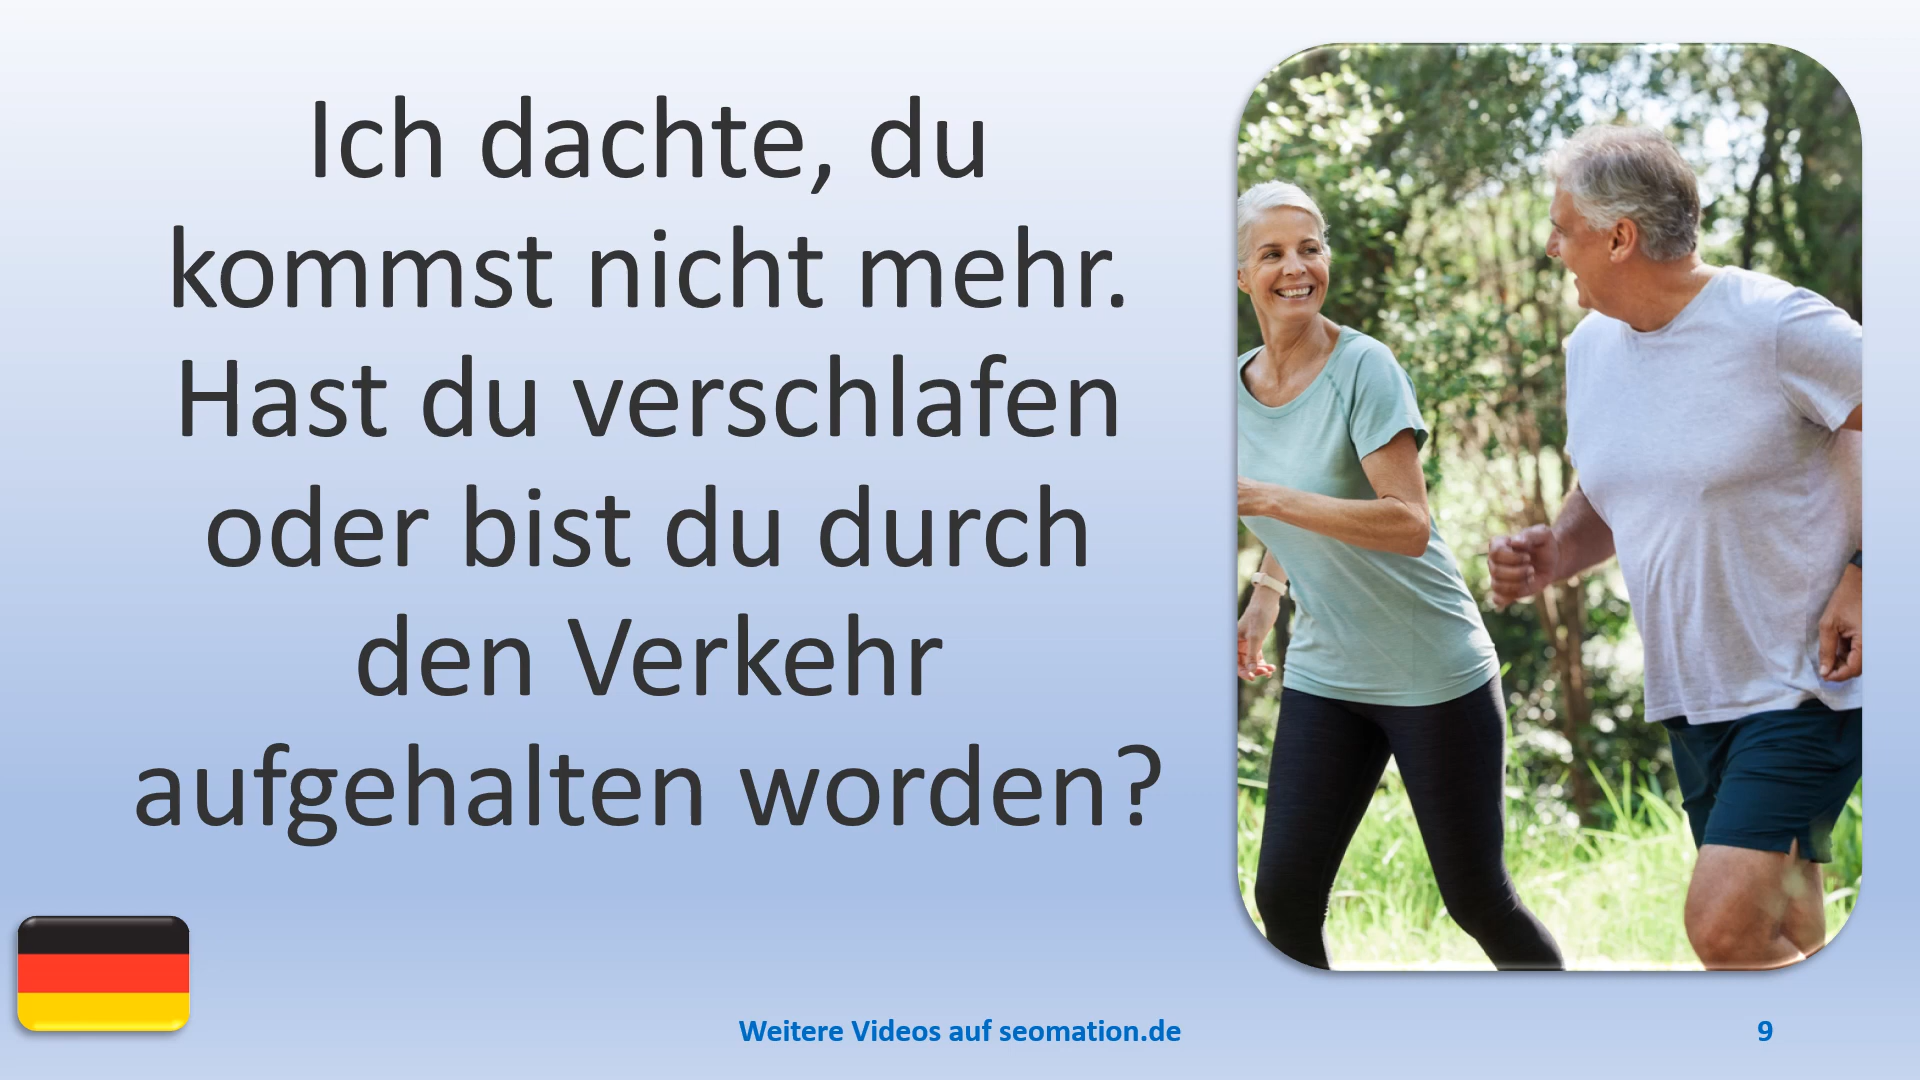 Ich dachte, du
kommst nicht mehr.
Hast du verschlafen
oder bist du durch
den Verkehr
aufgehalten worden?
Weitere Videos auf seomation.de
9